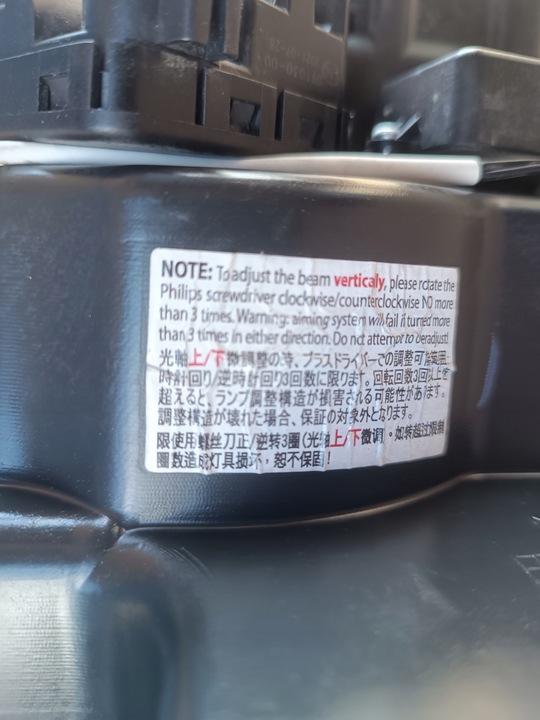 NOTE: To adjust the beam verticaly, please rotate the
Philips screwdriver clockwise/counterclockwise NO more
than 3 times. Warning: aiming system will fail if turned more
than 3 times in either direction. Do not attempt to
光軸上/下微調整の時、プラスドライバーでの調整可能範囲
時計回り/逆時計回り3回数に限ります。回転回数3回以上を
超えると、ランプ調整構造が損害される可能性があります。
調整構造が壊れた場合、保証の対象外となります。
限使用螺丝刀正/逆转3圈(光轴上/下微调。如转超过限制
圈数造成灯具损坏，恕不保固！